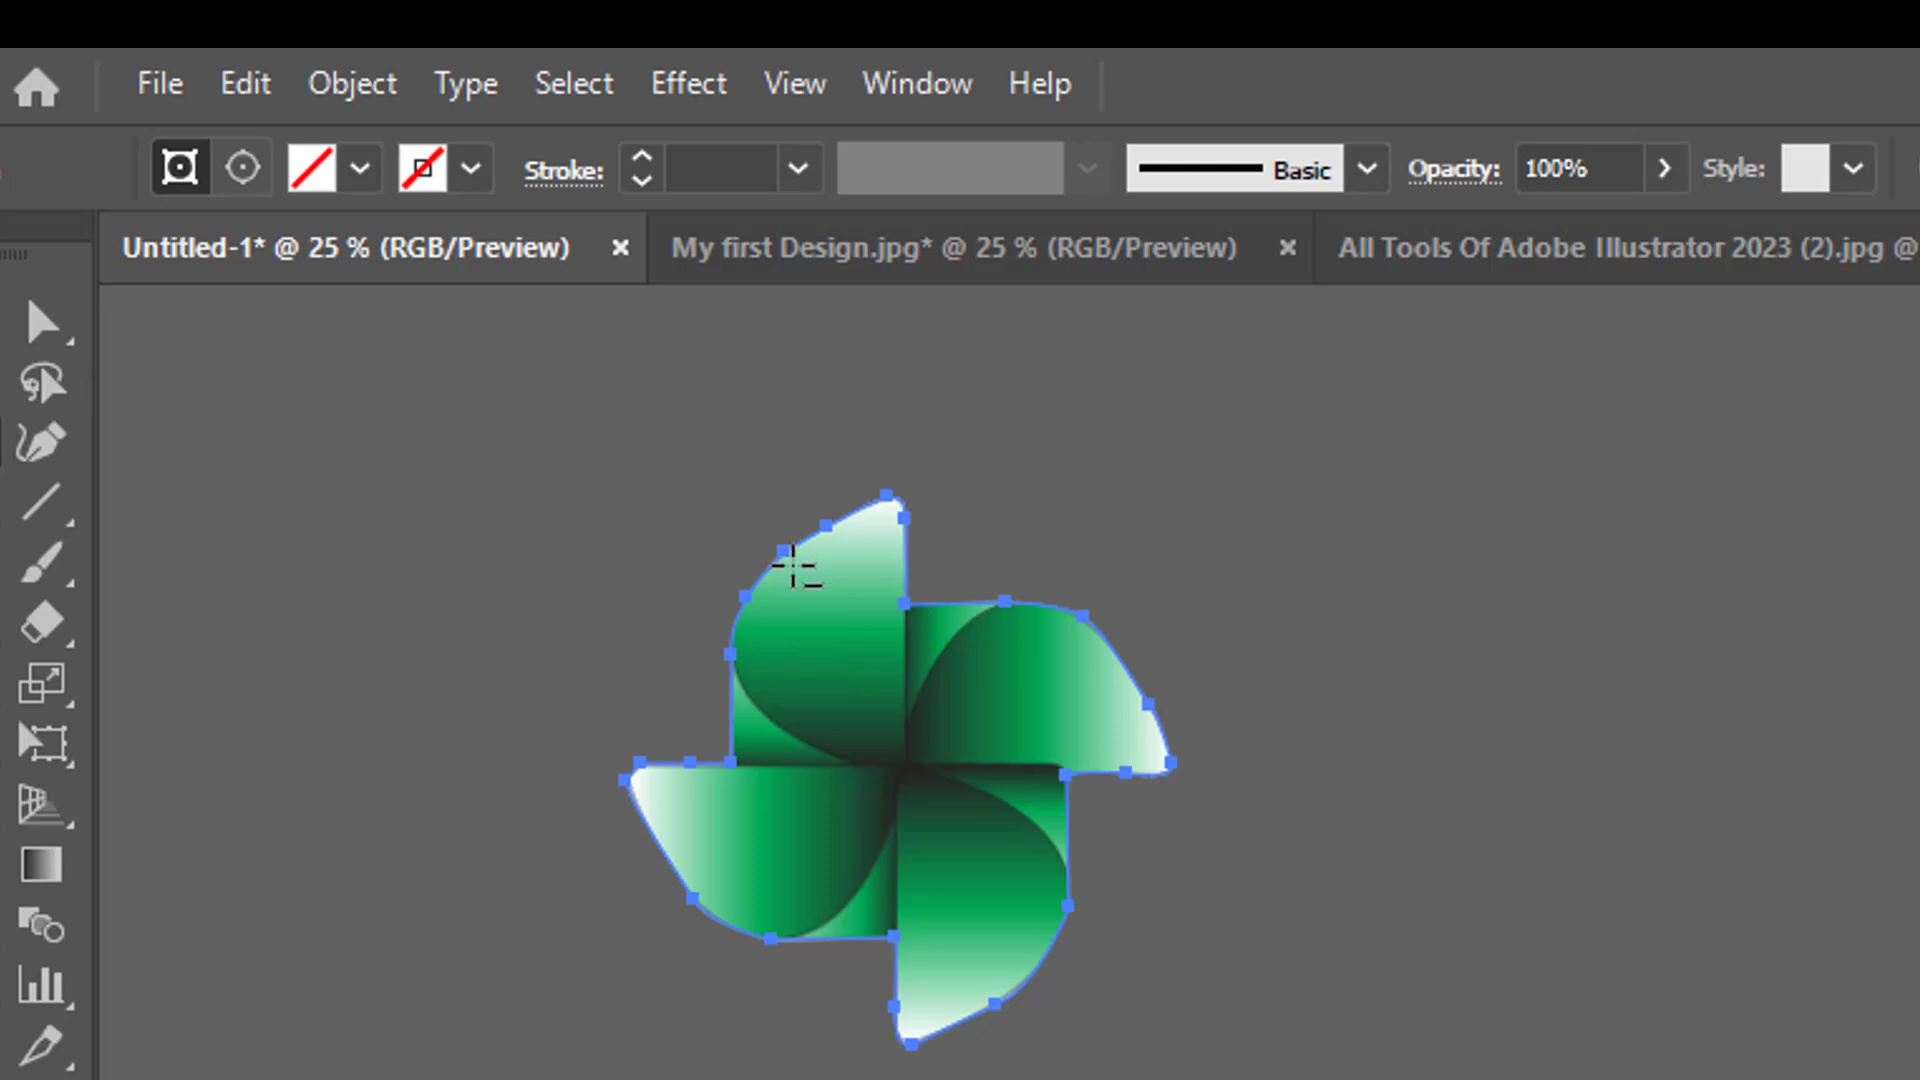 File Edit Object Type Select Effect View Window Help
Stroke: Basic Opacity: 100% Style:
Untitled-1* @ 25 % (RGB/Preview) × My first Design.jpg* @ 25 % (RGB/Preview) × All Tools Of Adobe Illustrator 2023 (2).jpg @